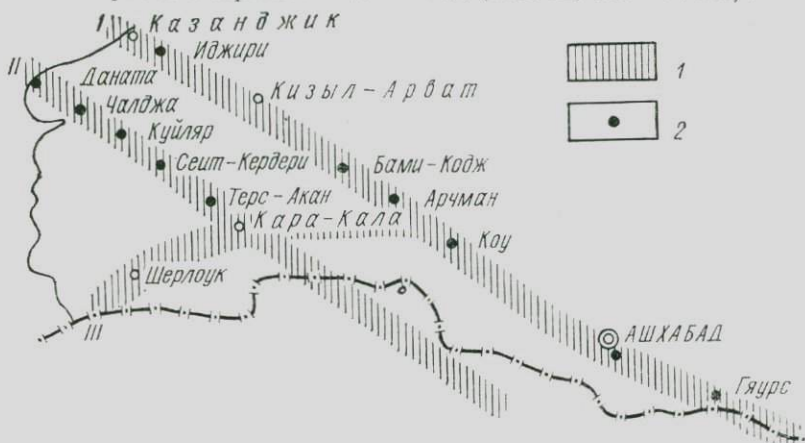 I Казанджик
Иджири
II
Даната
1
Чалджа
Кизыл-Арват
2
Куйляр
Сеит-Кердери
Бами-Кодж
Терс-Акан
Арчман
Кара-Кала
Коу
Шерлоук
III
АШХАБАД
Гяурс